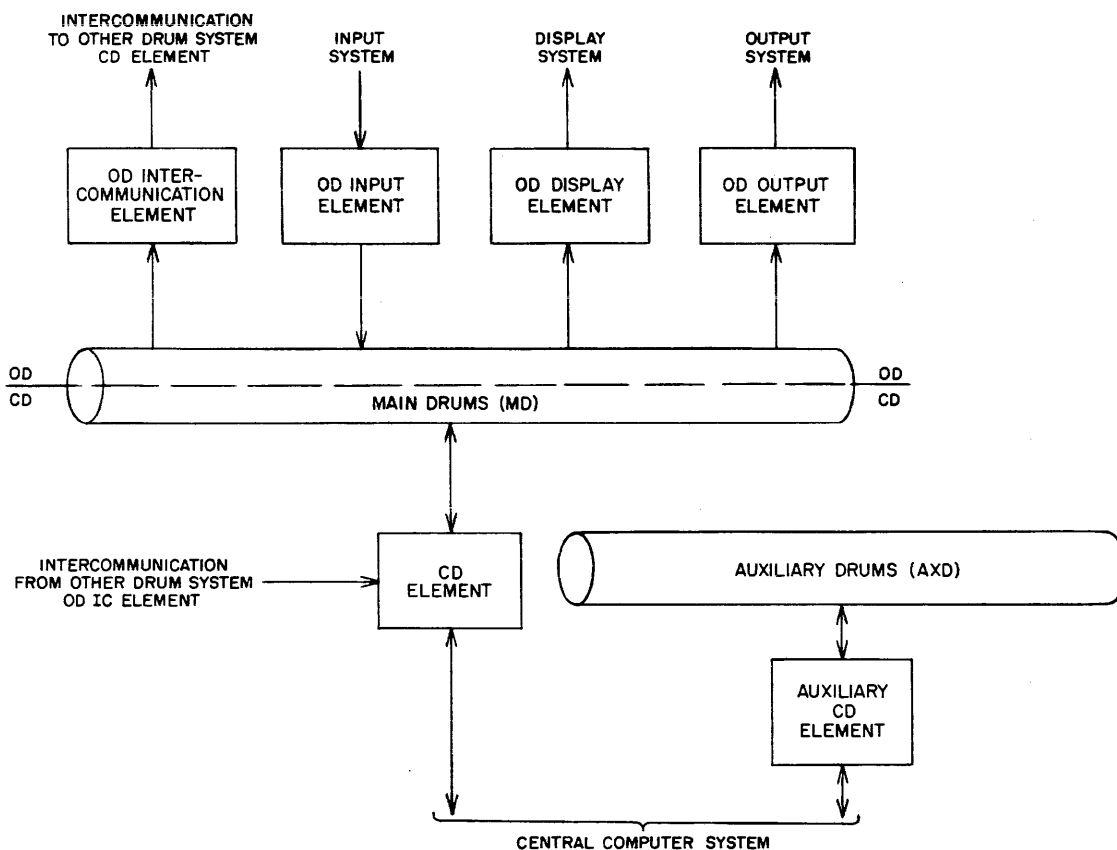 INTERCOMMUNICATION
TO OTHER DRUM SYSTEM
CD ELEMENT
INPUT
SYSTEM
DISPLAY
SYSTEM
OUTPUT
SYSTEM
OD INTER-
COMMUNICATION
ELEMENT
OD INPUT
ELEMENT
OD DISPLAY
ELEMENT
OD OUTPUT
ELEMENT
OD
CD
MAIN DRUMS (MD)
OD
CD
INTERCOMMUNICATION
FROM OTHER DRUM SYSTEM
OD IC ELEMENT
CD
ELEMENT
AUXILIARY DRUMS (AXD)
AUXILIARY
CD
ELEMENT
CENTRAL COMPUTER SYSTEM